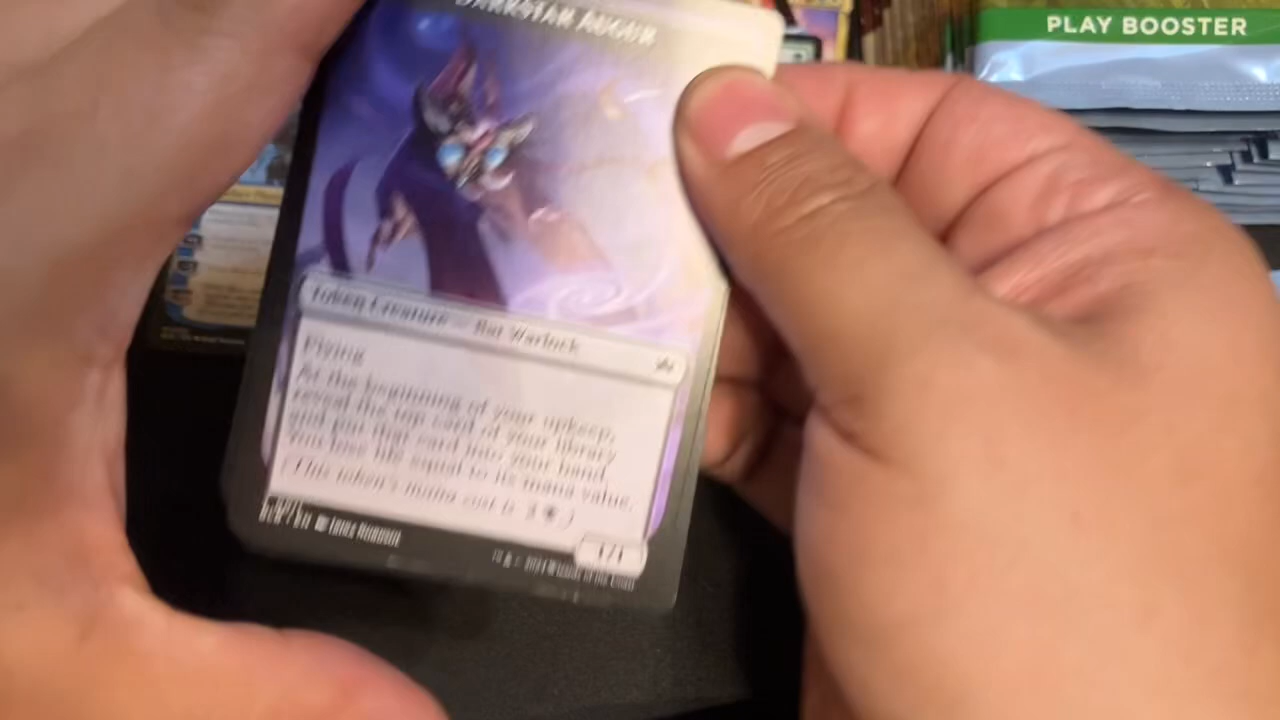 PLAY BOOSTER
DARKSTAR AUGUR
Token Creature — Bat Warlock
Flying
At the beginning of your upkeep,
reveal the top card of your library
and put that card into your hand.
You lose life equal to its mana value.
(This token's mana cost is
1/1